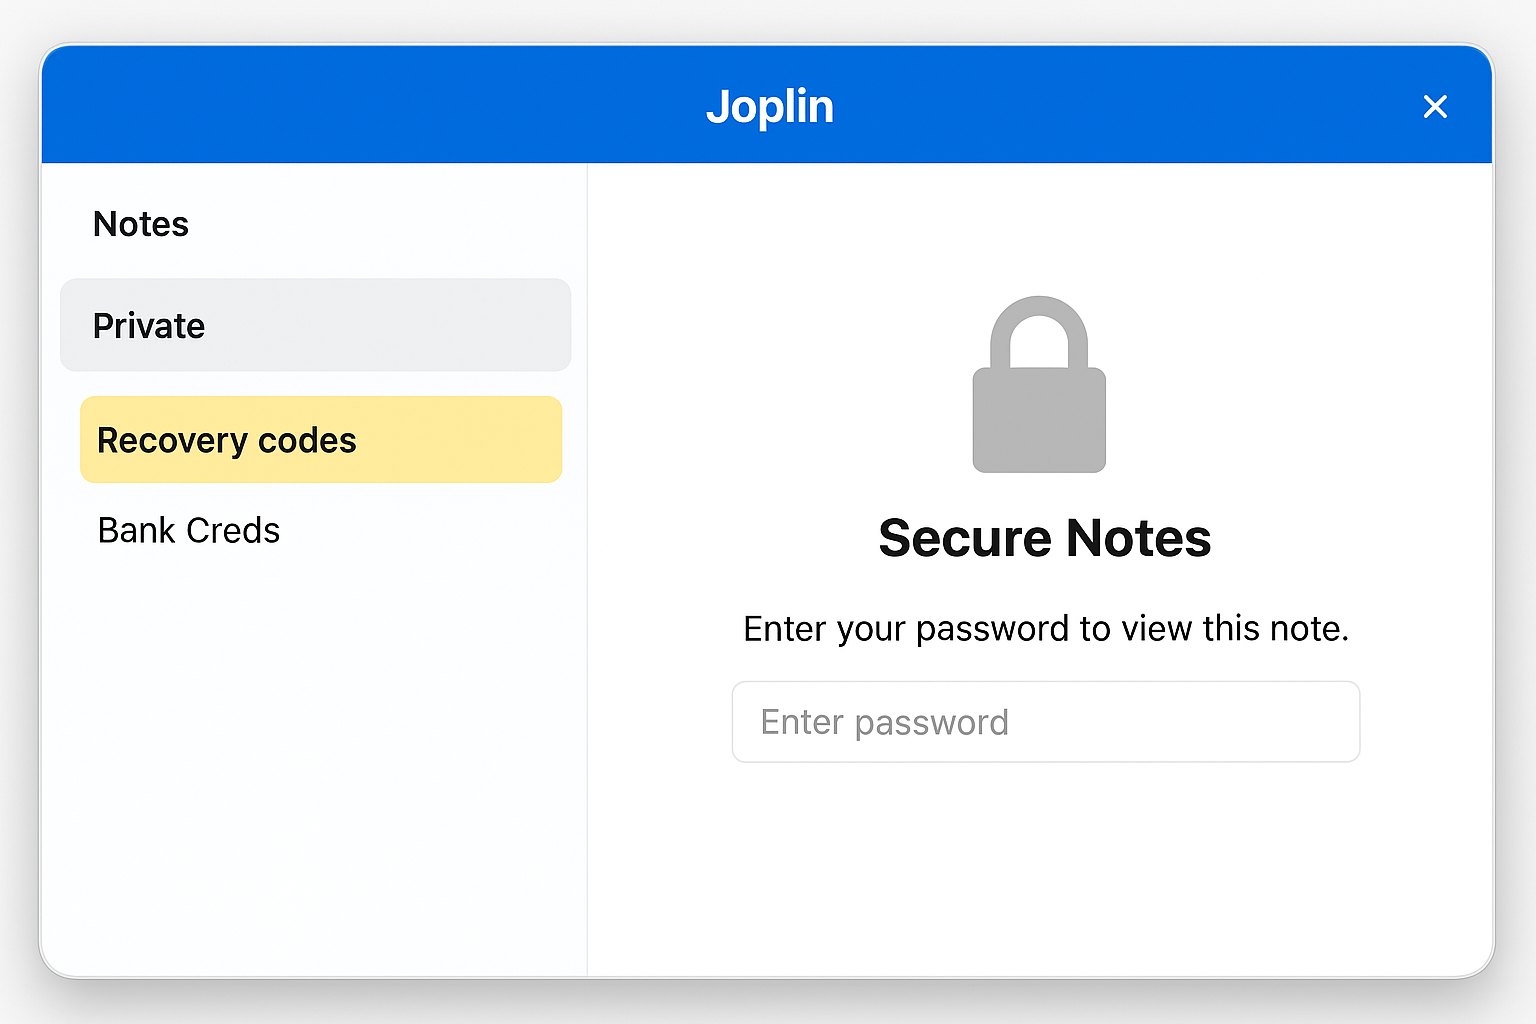 Joplin
Notes
Private
Recovery codes
Bank Creds
Secure Notes
Enter your password to view this note.
Enter password